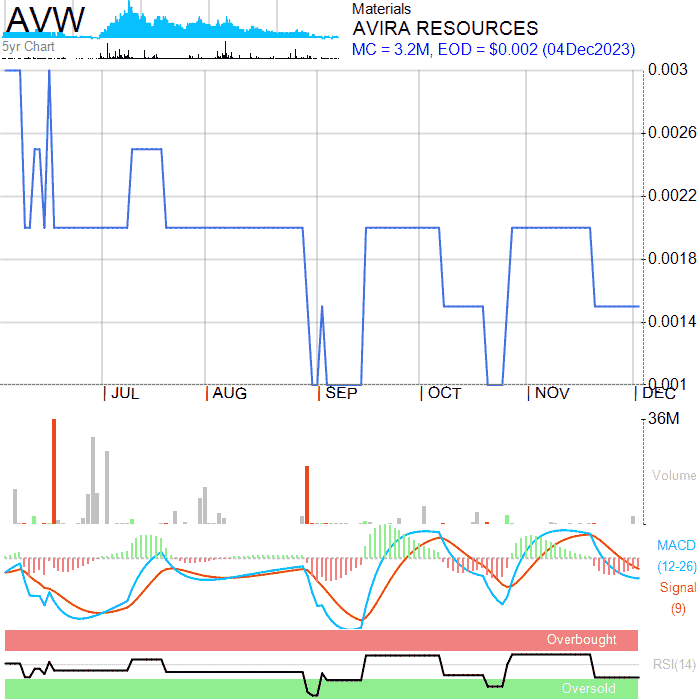 AVW
5yr Chart
Materials
AVIRA RESOURCES
MC = 3.2M, EOD = $0.002 (04Dec2023)
0.003
0.0026
0.0022
0.0018
0.0014
0.001
JUL AUG SEP OCT NOV DEC
36M
Volume
MACD
(12-26)
Signal
(9)
Overbought
RSI(14)
Oversold